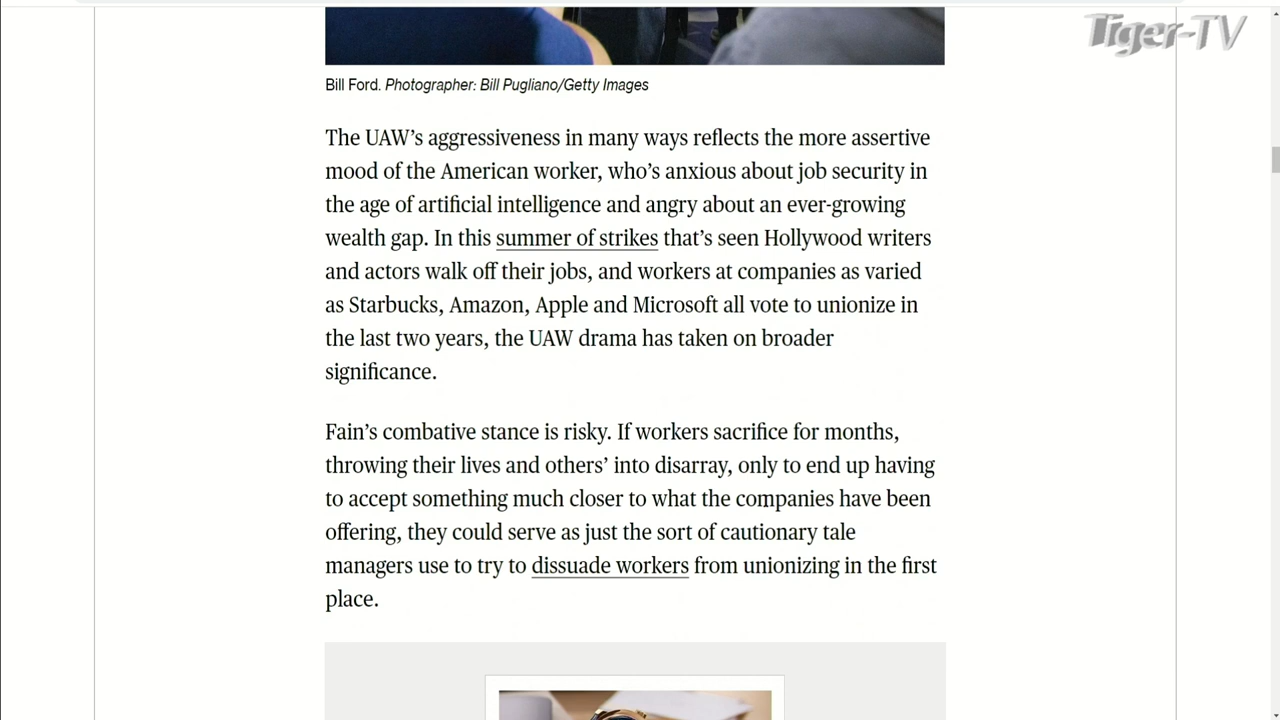 Tiger-TV
Bill Ford. Photographer: Bill Pugliano/Getty Images
The UAW’s aggressiveness in many ways reflects the more assertive
mood of the American worker, who’s anxious about job security in
the age of artificial intelligence and angry about an ever-growing
wealth gap. In this summer of strikes that’s seen Hollywood writers
and actors walk off their jobs, and workers at companies as varied
as Starbucks, Amazon, Apple and Microsoft all vote to unionize in
the last two years, the UAW drama has taken on broader
significance.
Fain’s combative stance is risky. If workers sacrifice for months,
throwing their lives and others’ into disarray, only to end up having
to accept something much closer to what the companies have been
offering, they could serve as just the sort of cautionary tale
managers use to try to dissuade workers from unionizing in the first
place.